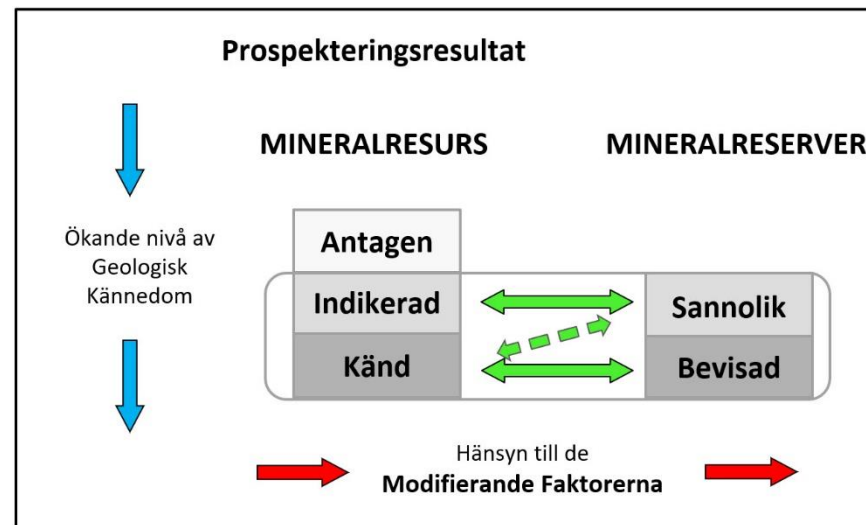 Prospekteringsresultat
MINERALRESURS
MINERALRESERVER
Ökande nivå av
Geologisk
Kännedom
Antagen
Indikerad
Känd
Sannolik
Bevisad
Hänsyn till de
Modifierande Faktorerna